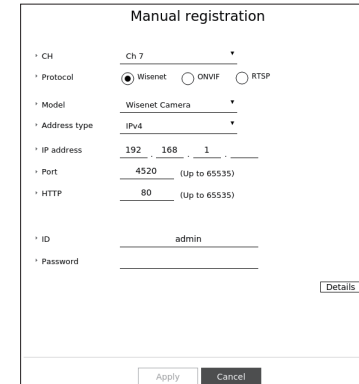 Manual registration
CH Ch 7
Protocol Wisenet ONVIF RTSP
Model Wisenet Camera
Address type IPv4
IP address 192 . 168 . 1 .
Port 4520 (Up to 65535)
HTTP 80 (Up to 65535)
ID admin
Password
Details
Apply Cancel